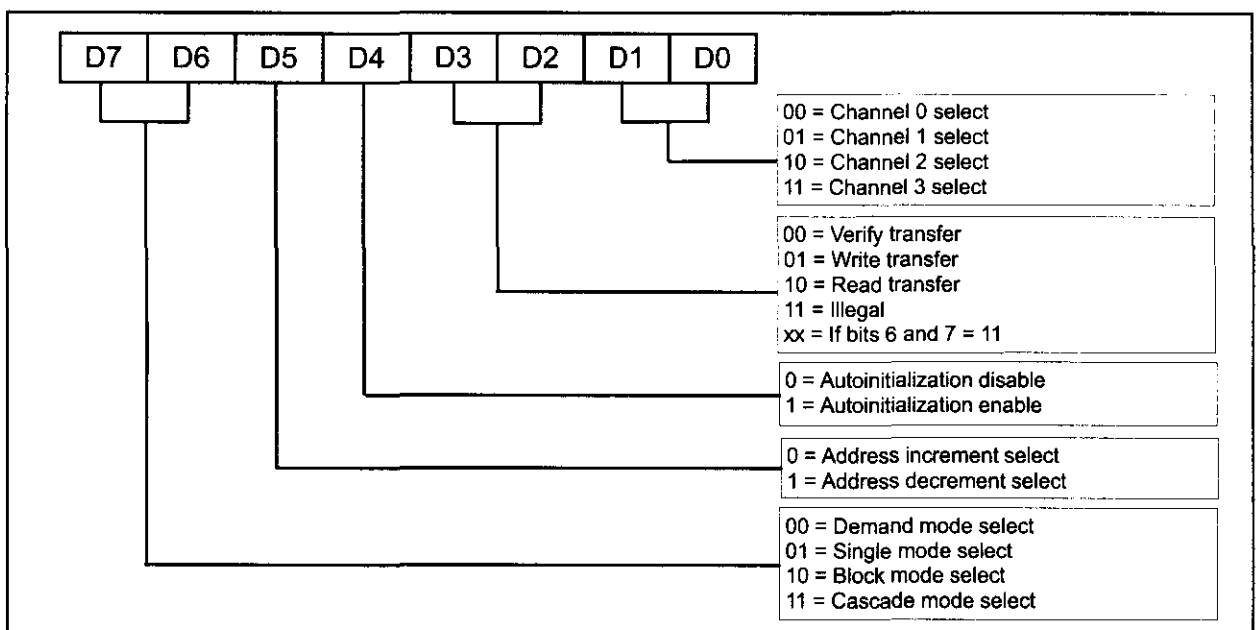 D7 D6 D5 D4 D3 D2 D1 D0
00 = Channel 0 select
01 = Channel 1 select
10 = Channel 2 select
11 = Channel 3 select
00 = Verify transfer
01 = Write transfer
10 = Read transfer
11 = Illegal
xx = If bits 6 and 7 = 11
0 = Autoinitialization disable
1 = Autoinitialization enable
0 = Address increment select
1 = Address decrement select
00 = Demand mode select
01 = Single mode select
10 = Block mode select
11 = Cascade mode select